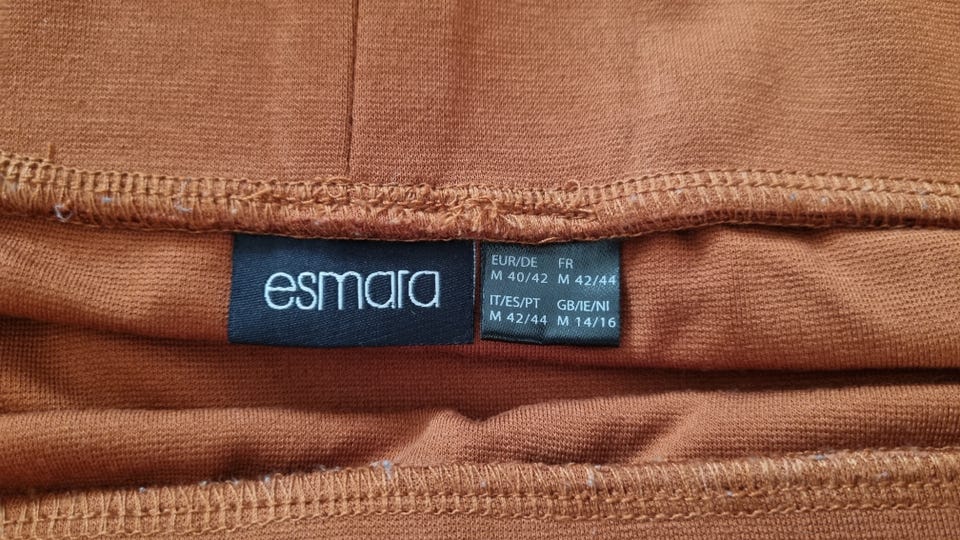 esmara
EUR/DE FR
M 40/42 M 42/44
IT/ES/PT GB/IE/NI
M 42/44 M 14/16